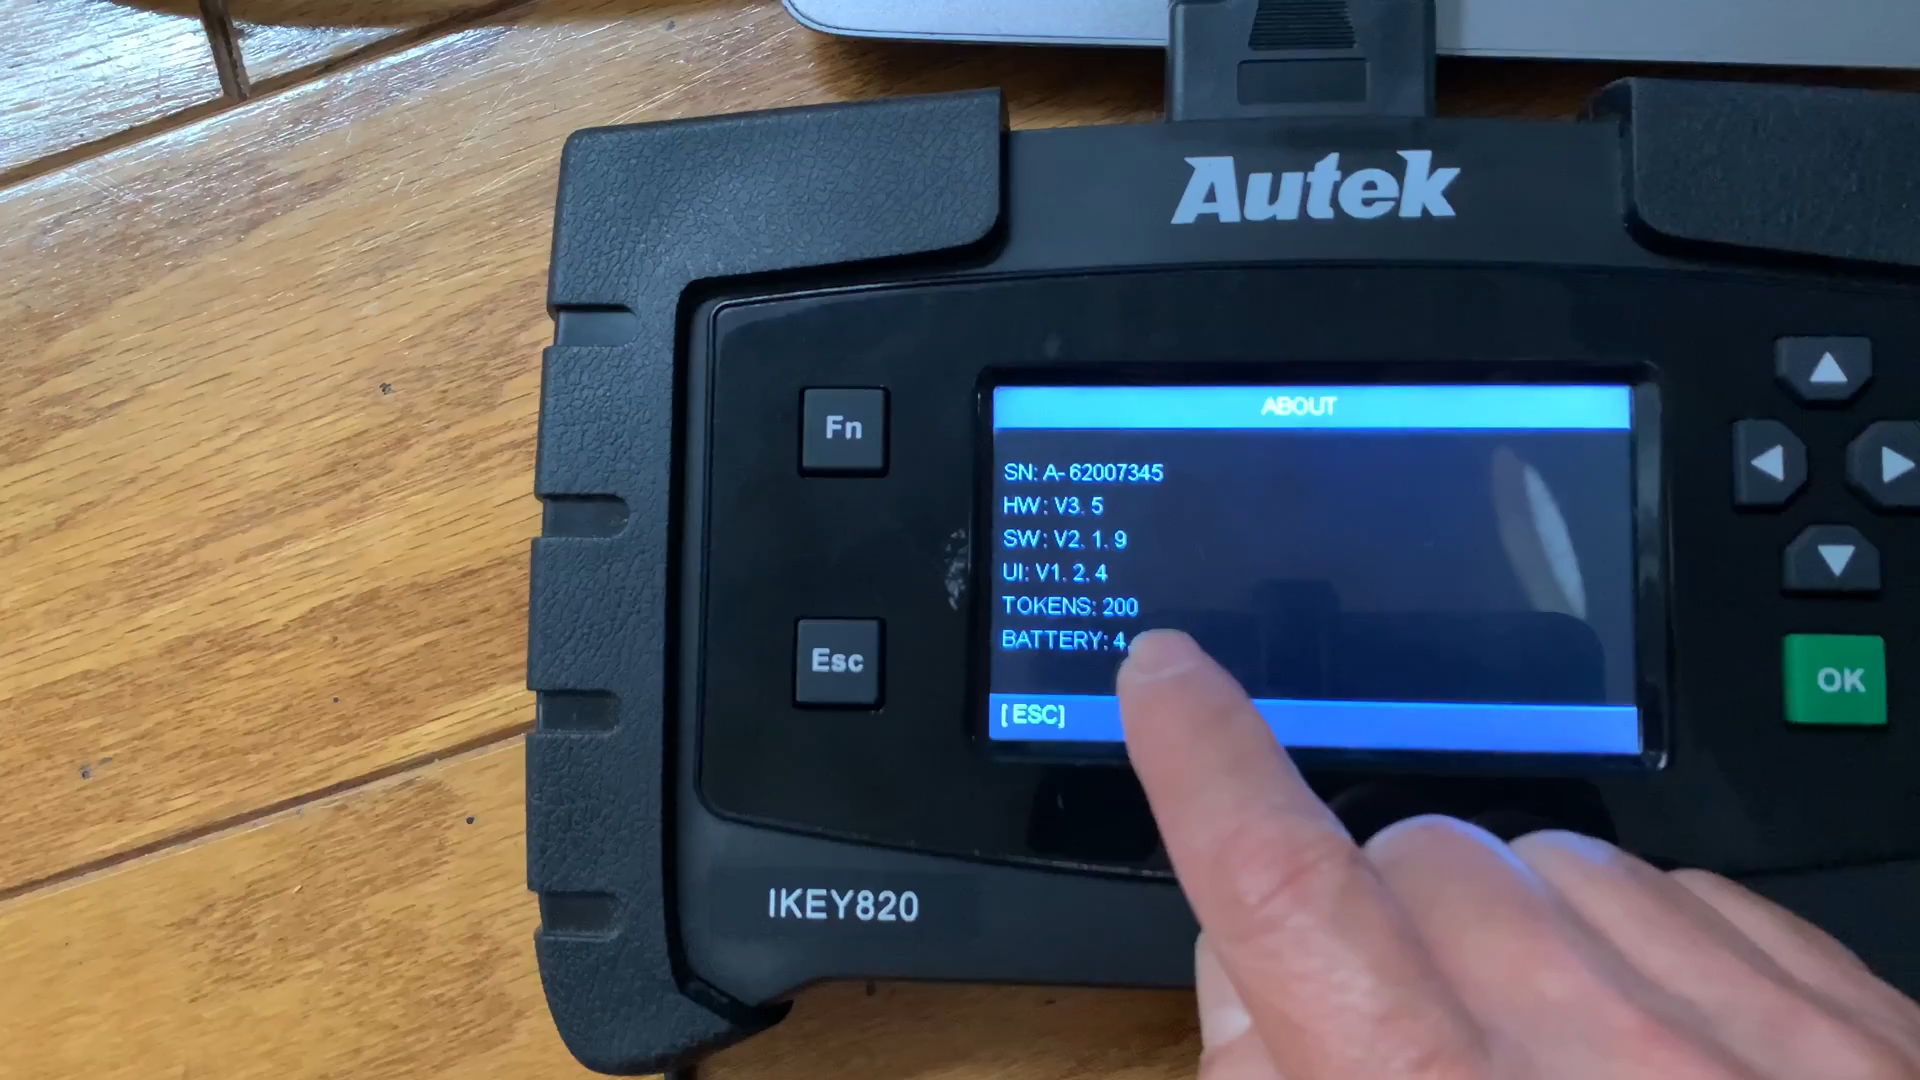 Autek
Fn
ABOUT
SN: A-62007345
HW: V3.5
SW: V2.1.9
UI: V1.2.4
TOKENS: 200
BATTERY: 4.
Esc
OK
[ESC]
IKEY820